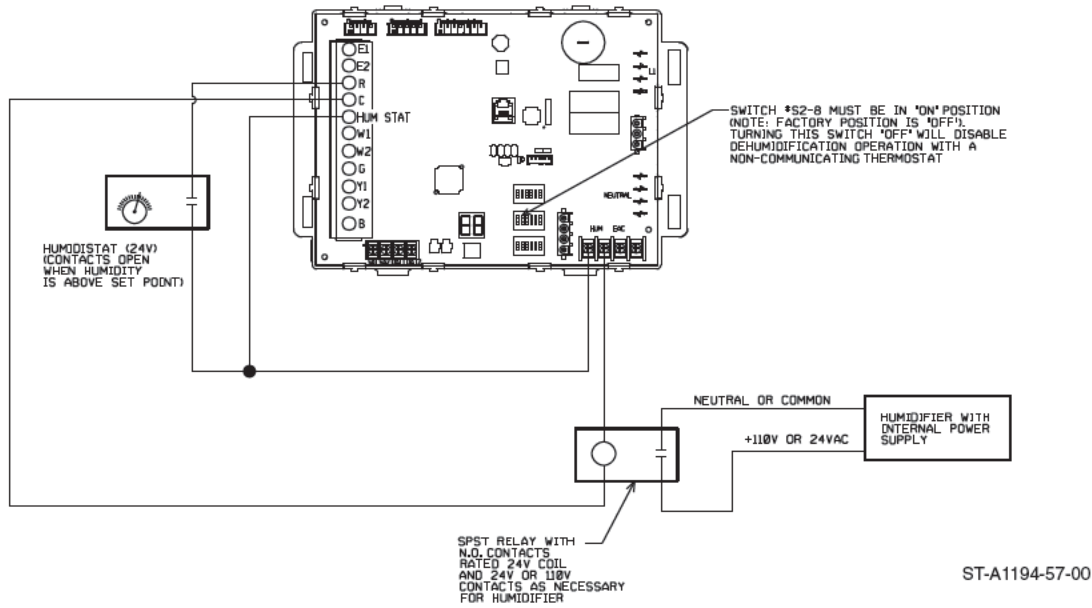 E1
E2
R
C
HUM STAT
W1
W2
G
Y1
Y2
B
L1
NEUTRAL
HUM EAC
SWITCH *S2-8 MUST BE IN "ON" POSITION
(NOTE: FACTORY POSITION IS "OFF").
TURNING THIS SWITCH "OFF" WILL DISABLE
DEHUMIDIFICATION OPERATION WITH A
NON-COMMUNICATING THERMOSTAT
HUMIDISTAT (24V)
(CONTACTS OPEN
WHEN HUMIDITY
IS ABOVE SET POINT)
NEUTRAL OR COMMON
+110V OR 24VAC
HUMIDIFIER WITH
INTERNAL POWER
SUPPLY
SPST RELAY WITH
N.O. CONTACTS
RATED 24V COIL
AND 24V OR 110V
CONTACTS AS NECESSARY
FOR HUMIDIFIER
ST-A1194-57-00